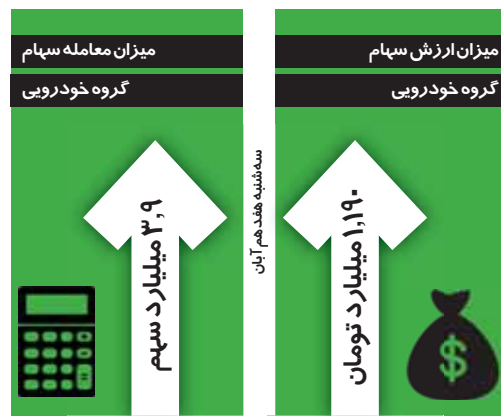 میزان ارزش سهام
گروه خودرویی
۱,۱۹۰ میلیارد تومان
سه‌شنبه هفدهم آبان
میزان معامله سهام
گروه خودرویی
۳,۹ میلیارد سهم